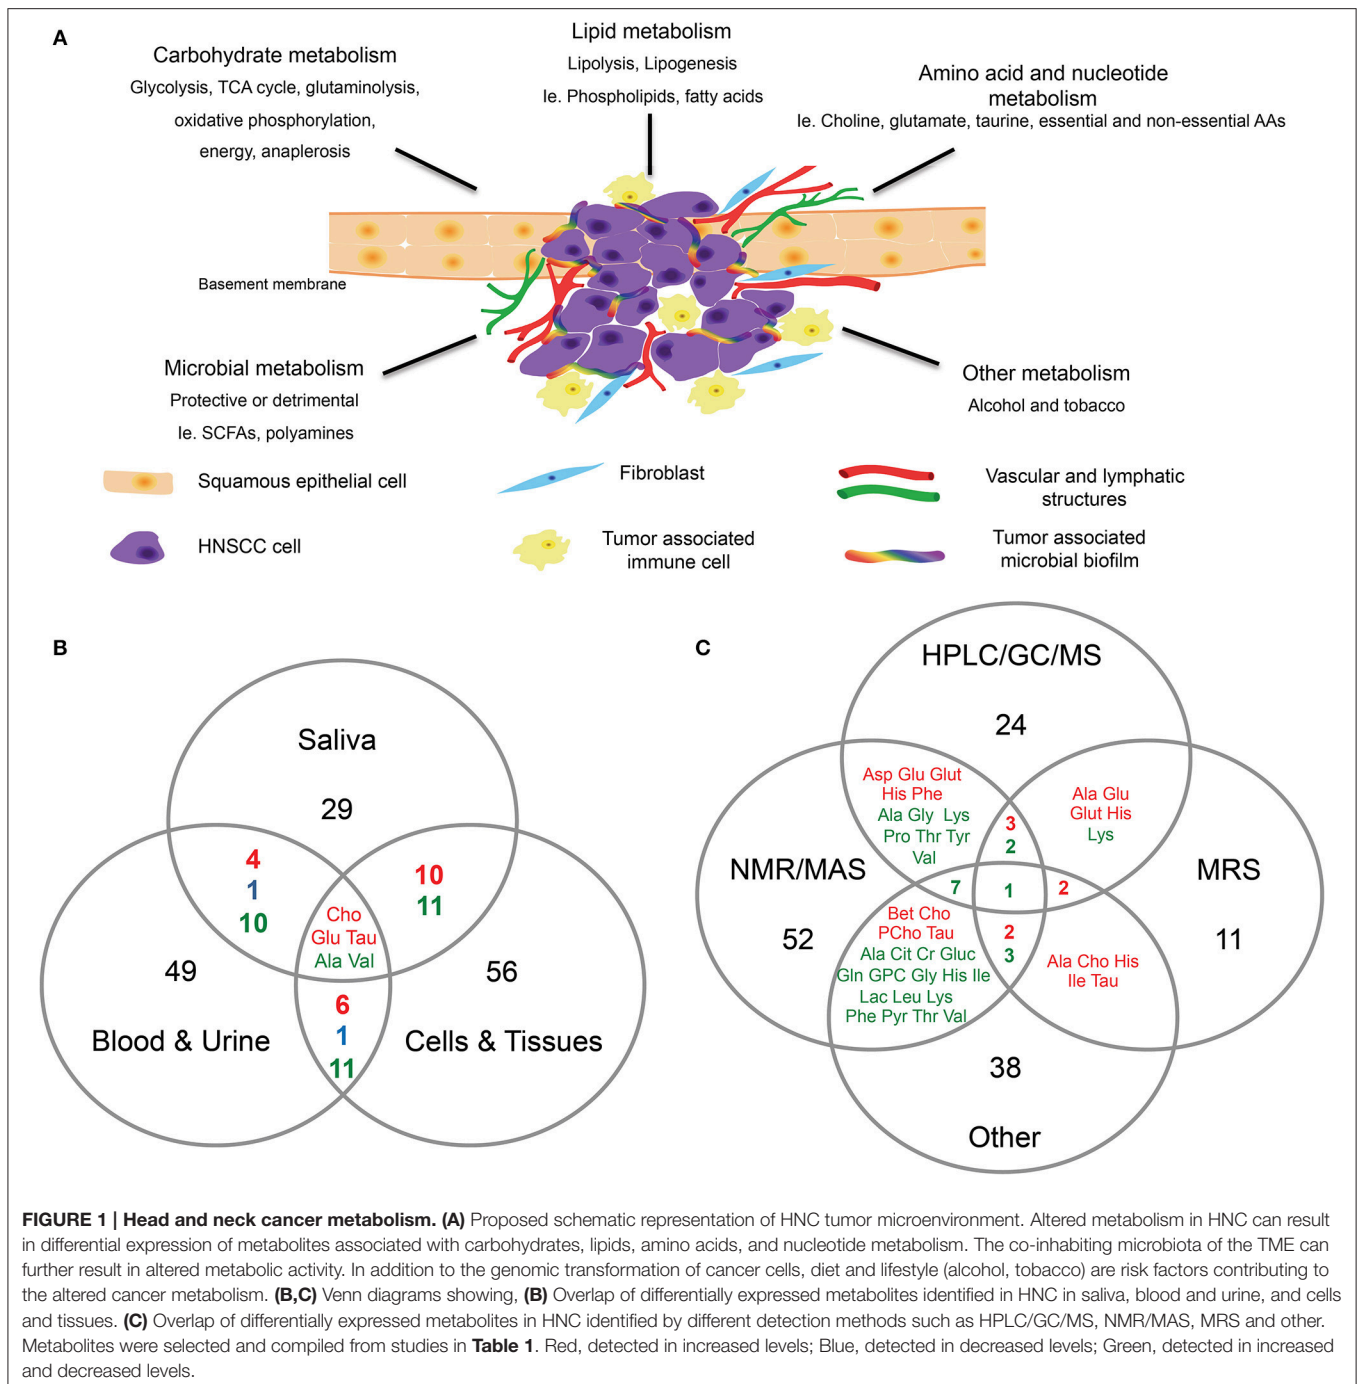 A
Carbohydrate metabolism
Glycolysis, TCA cycle, glutaminolysis,
oxidative phosphorylation,
energy, anaplerosis
Lipid metabolism
Lipolysis, Lipogenesis
Ie. Phospholipids, fatty acids
Amino acid and nucleotide
metabolism
Ie. Choline, glutamate, taurine, essential and non-essential AAs
Basement membrane
Microbial metabolism
Protective or detrimental
Ie. SCFAs, polyamines
Other metabolism
Alcohol and tobacco
Squamous epithelial cell
Fibroblast
Vascular and lymphatic
structures
HNSCC cell
Tumor associated
immune cell
Tumor associated
microbial biofilm
B
Saliva
29
4
1
10
10
11
Cho
Glu Tau
Ala Val
49
Blood & Urine
56
Cells & Tissues
6
1
11
C
HPLC/GC/MS
24
Asp Glu Glut
His Phe
Ala Gly Lys
Pro Thr Tyr
Val
3
2
Ala Glu
Glut His
Lys
NMR/MAS
52
MRS
11
7
1
2
Bet Cho
PCho Tau
Ala Cit Cr Gluc
Gln GPC Gly His Ile
Lac Leu Lys
Phe Pyr Thr Val
2
3
Ala Cho His
Ile Tau
38
Other
FIGURE 1 | Head and neck cancer metabolism. (A) Proposed schematic representation of HNC tumor microenvironment. Altered metabolism in HNC can result
in differential expression of metabolites associated with carbohydrates, lipids, amino acids, and nucleotide metabolism. The co-inhabiting microbiota of the TME can
further result in altered metabolic activity. In addition to the genomic transformation of cancer cells, diet and lifestyle (alcohol, tobacco) are risk factors contributing to
the altered cancer metabolism. (B,C) Venn diagrams showing, (B) Overlap of differentially expressed metabolites identified in HNC in saliva, blood and urine, and cells
and tissues. (C) Overlap of differentially expressed metabolites in HNC identified by different detection methods such as HPLC/GC/MS, NMR/MAS, MRS and other.
Metabolites were selected and compiled from studies in Table 1. Red, detected in increased levels; Blue, detected in decreased levels; Green, detected in increased
and decreased levels.